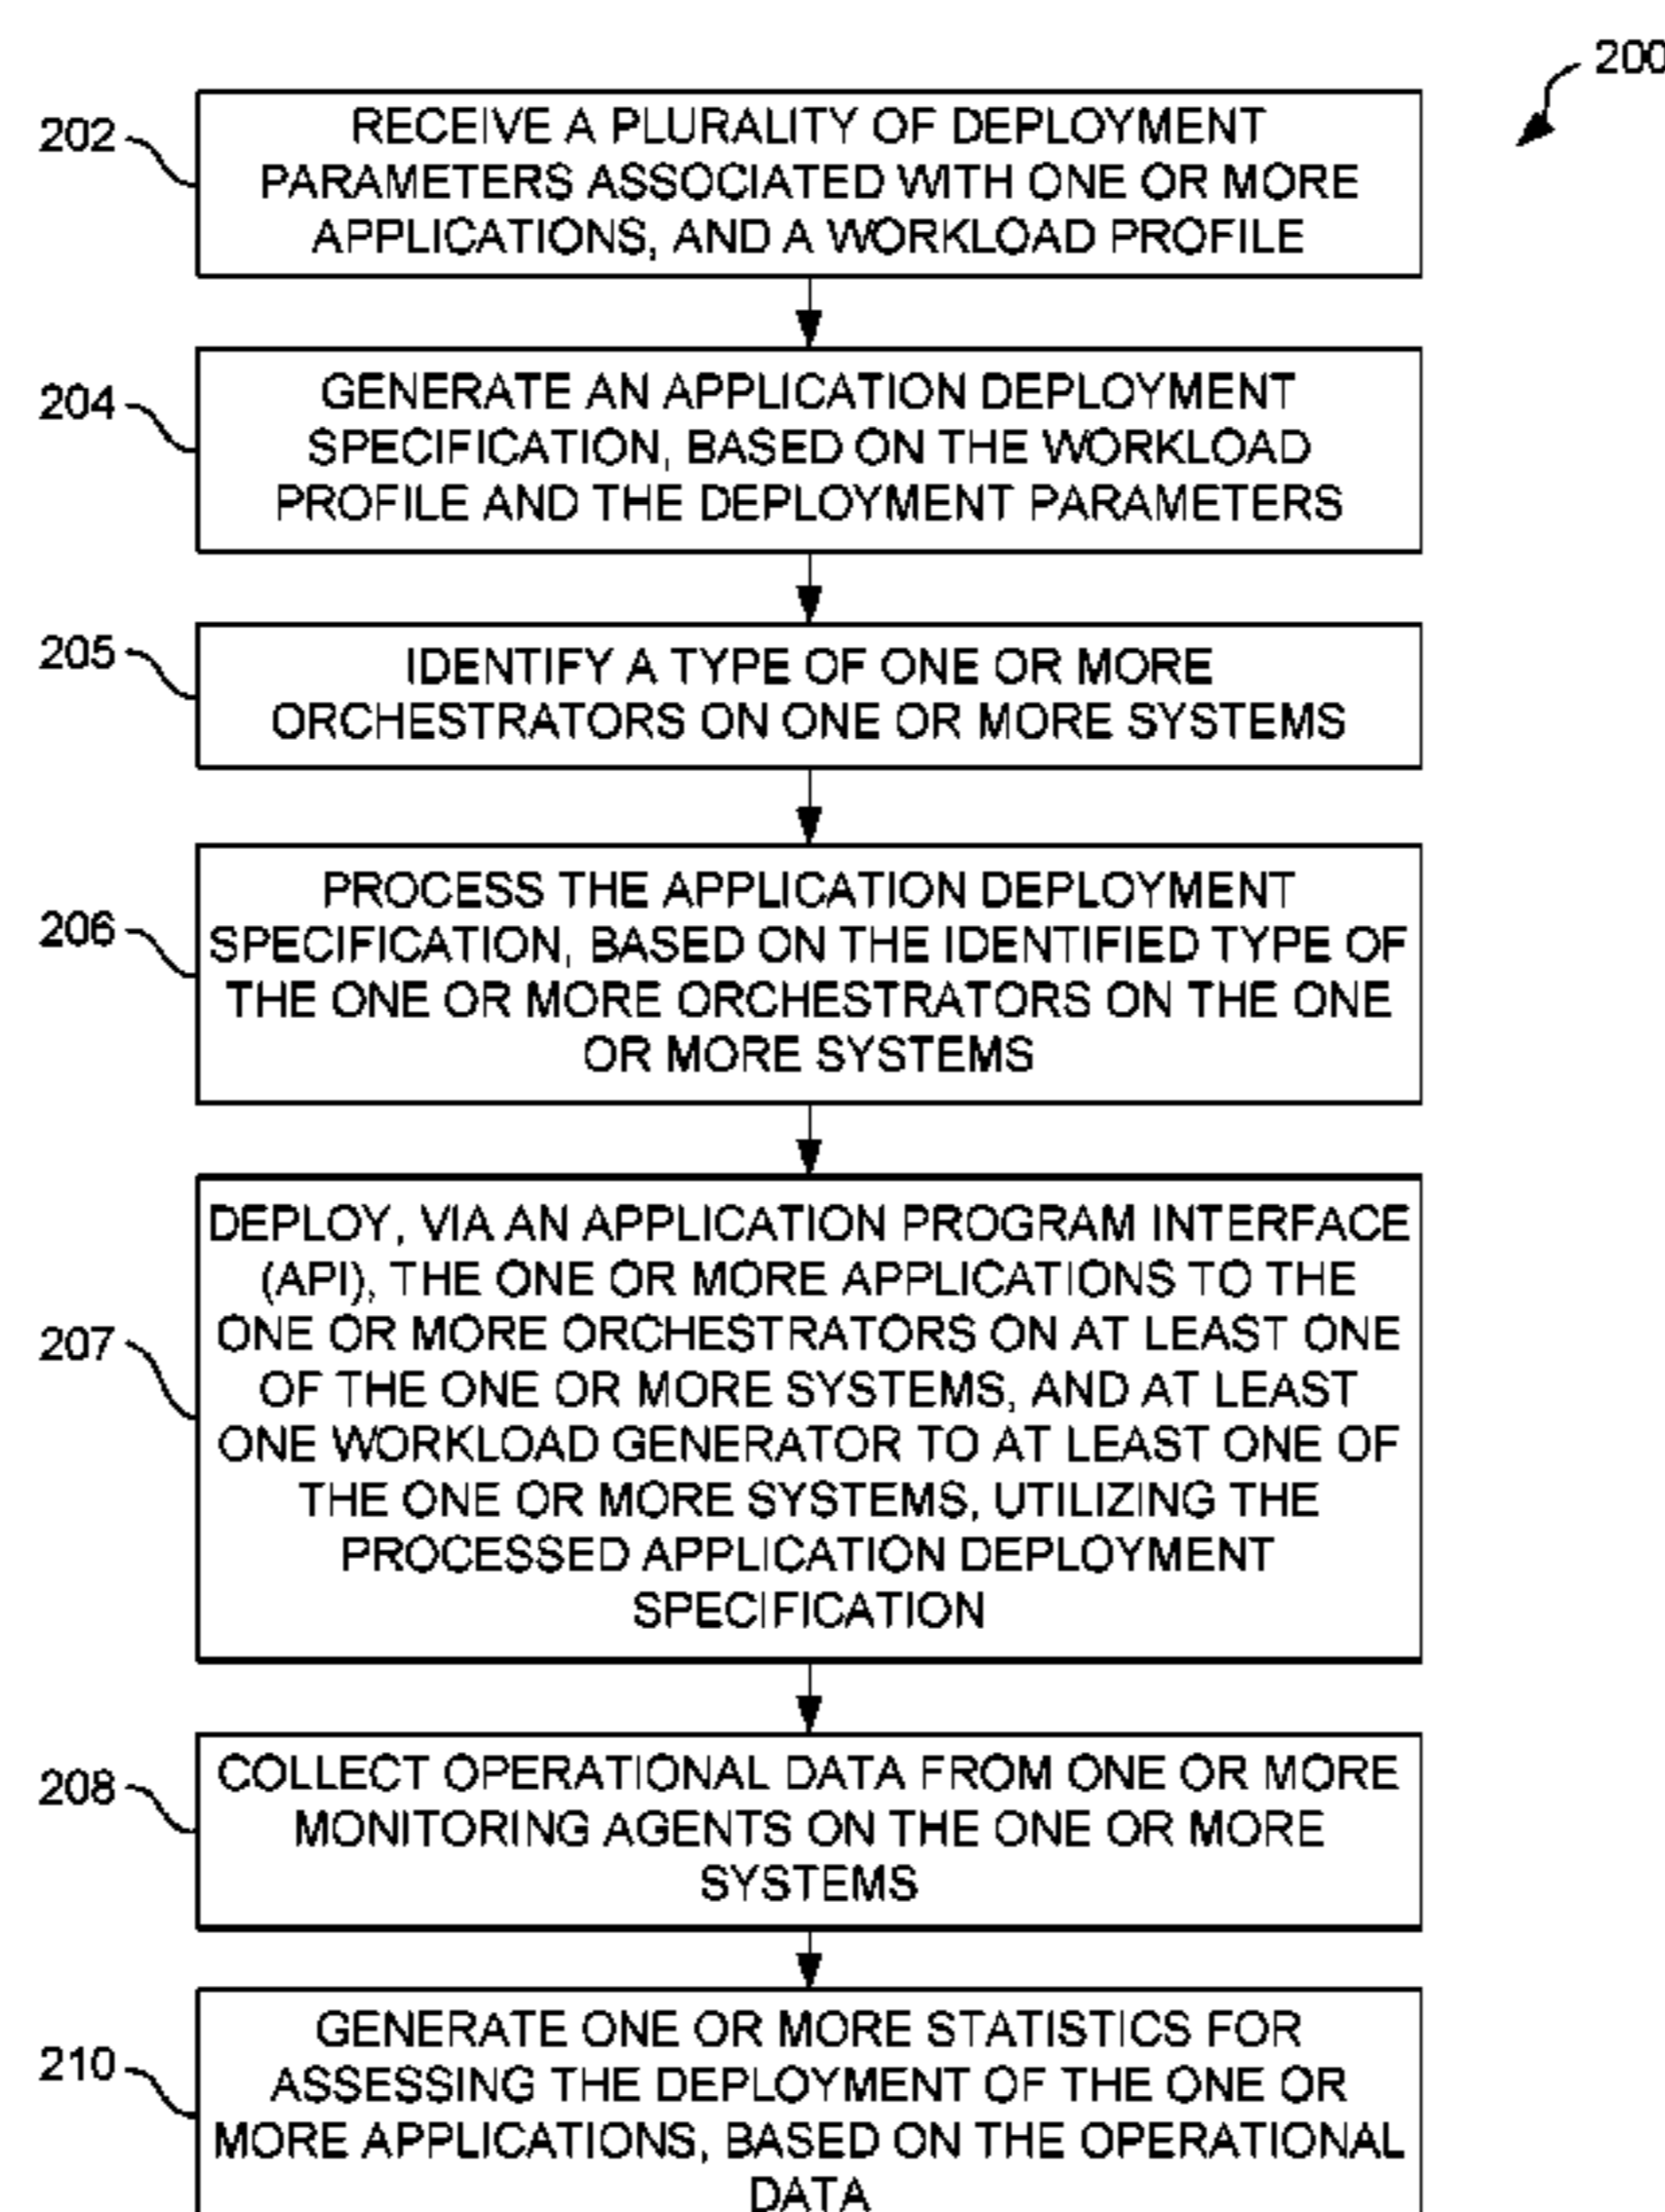 200
202
RECEIVE A PLURALITY OF DEPLOYMENT
PARAMETERS ASSOCIATED WITH ONE OR MORE
APPLICATIONS, AND A WORKLOAD PROFILE
204
GENERATE AN APPLICATION DEPLOYMENT
SPECIFICATION, BASED ON THE WORKLOAD
PROFILE AND THE DEPLOYMENT PARAMETERS
205
IDENTIFY A TYPE OF ONE OR MORE
ORCHESTRATORS ON ONE OR MORE SYSTEMS
206
PROCESS THE APPLICATION DEPLOYMENT
SPECIFICATION, BASED ON THE IDENTIFIED TYPE OF
THE ONE OR MORE ORCHESTRATORS ON THE ONE
OR MORE SYSTEMS
207
DEPLOY, VIA AN APPLICATION PROGRAM INTERFACE
(API), THE ONE OR MORE APPLICATIONS TO THE
ONE OR MORE ORCHESTRATORS ON AT LEAST ONE
OF THE ONE OR MORE SYSTEMS, AND AT LEAST
ONE WORKLOAD GENERATOR TO AT LEAST ONE OF
THE ONE OR MORE SYSTEMS, UTILIZING THE
PROCESSED APPLICATION DEPLOYMENT
SPECIFICATION
208
COLLECT OPERATIONAL DATA FROM ONE OR MORE
MONITORING AGENTS ON THE ONE OR MORE
SYSTEMS
210
GENERATE ONE OR MORE STATISTICS FOR
ASSESSING THE DEPLOYMENT OF THE ONE OR
MORE APPLICATIONS, BASED ON THE OPERATIONAL
DATA